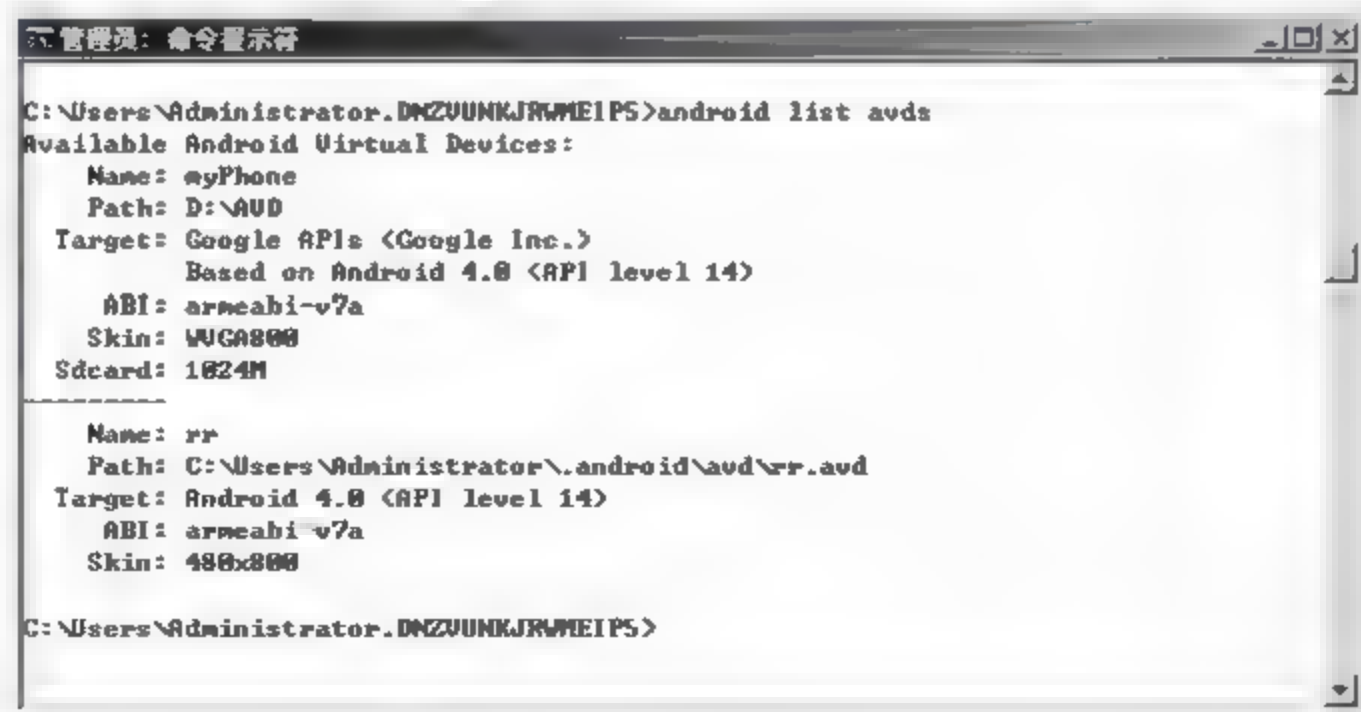 管理员: 命令提示符
C:\Users\Administrator.DNZVUNKJRWMEIPS>android list avds
Available Android Virtual Devices:
Name: myPhone
Path: D:\AVD
Target: Google APIs (Google Inc.)
Based on Android 4.0 (API level 14)
ABI: armeabi-v7a
Skin: WVGA800
Sdcard: 1024M
---------
Name: rr
Path: C:\Users\Administrator\.android\avd\rr.avd
Target: Android 4.0 (API level 14)
ABI: armeabi-v7a
Skin: 480x800
C:\Users\Administrator.DNZVUNKJRWMEIPS>